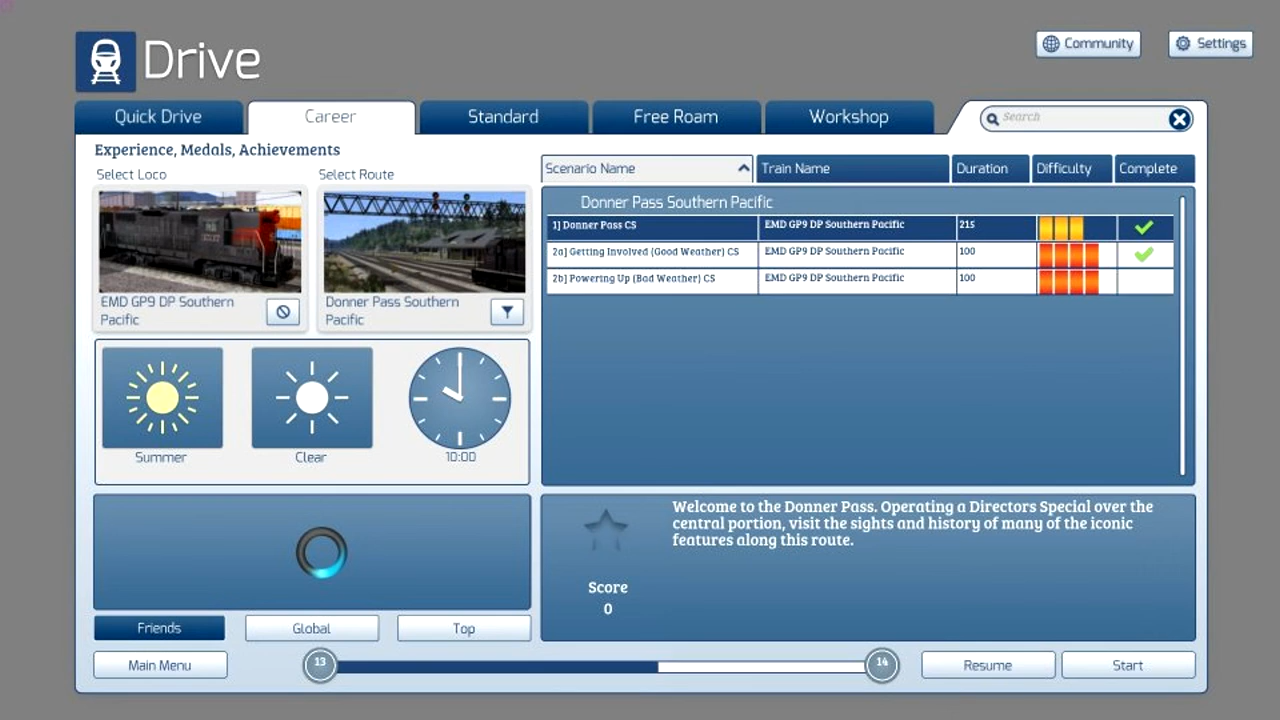 Drive
Community
Settings
Quick Drive
Career
Standard
Free Roam
Workshop
Search
Experience, Medals, Achievements
Select Loco
Select Route
EMD GP9 DP Southern
Pacific
Donner Pass Southern
Pacific
Summer
Clear
10:00
Scenario Name
Train Name
Duration
Difficulty
Complete
Donner Pass Southern Pacific
1] Donner Pass CS
EMD GP9 DP Southern Pacific
215
2a] Getting Involved (Good Weather) CS
EMD GP9 DP Southern Pacific
100
2b] Powering Up (Bad Weather) CS
EMD GP9 DP Southern Pacific
100
Welcome to the Donner Pass. Operating a Directors Special over the
central portion, visit the sights and history of many of the iconic
features along this route.
Score
0
Friends
Global
Top
Main Menu
13
14
Resume
Start